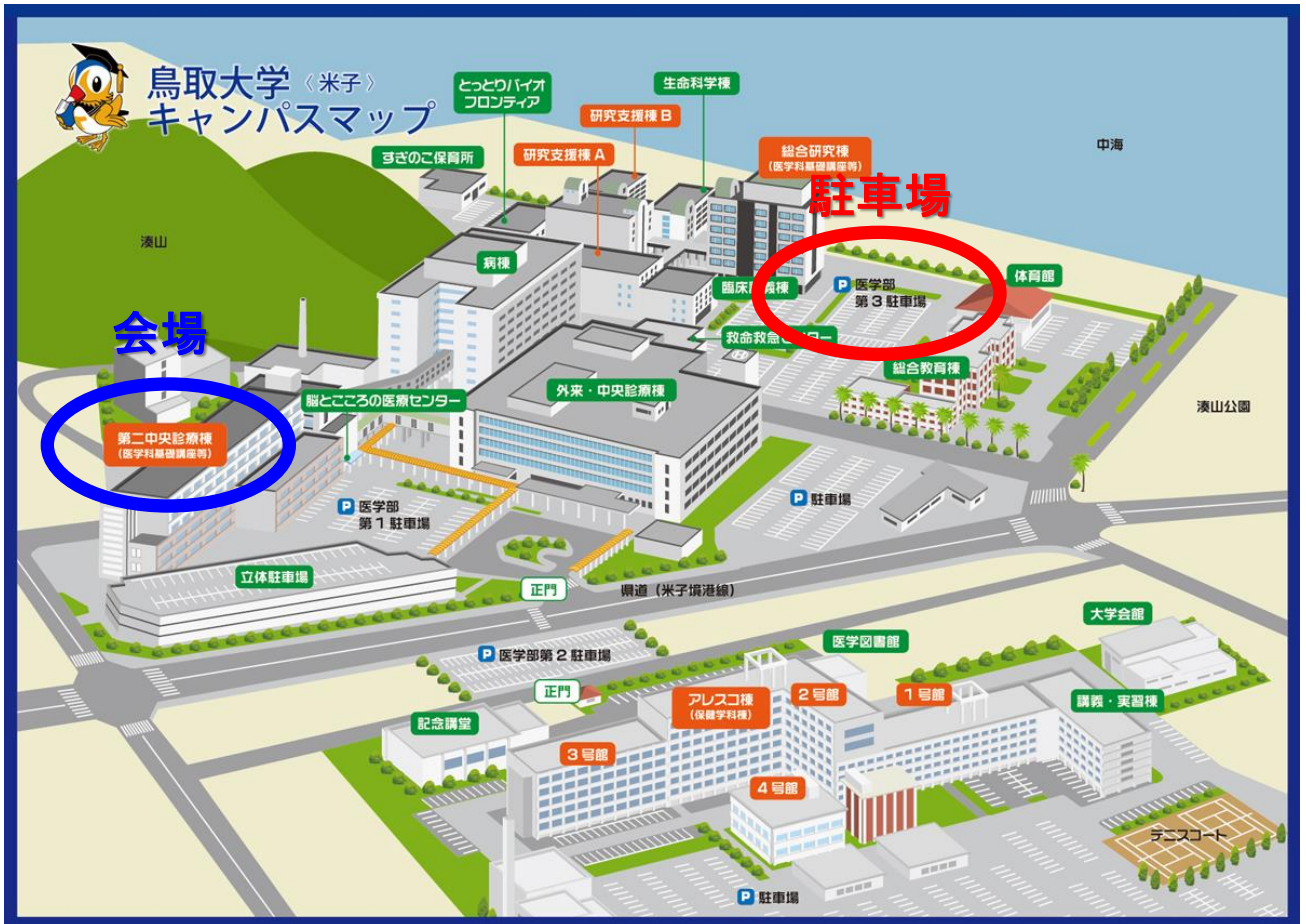 鳥取大学〈米子〉
キャンパスマップ
とっとりバイオ
フロンティア
生命科学棟
研究支援棟 B
研究支援棟 A
すぎのこ保育所
総合研究棟
(医学科基礎講座等)
中海
駐車場
湊山
病棟
臨床講義棟
P 医学部
第3駐車場
体育館
会場
救命救急センター
総合教育棟
外来・中央診療棟
脳とこころの医療センター
湊山公園
第二中央診療棟
(医学科基礎講座等)
P 医学部
第1駐車場
P 駐車場
立体駐車場
正門
県道(米子境港線)
大学会館
医学図書館
P 医学部第2駐車場
正門
アレスコ棟
(保健学科棟)
2号館
1号館
講義・実習棟
記念講堂
3号館
4号館
テニスコート
P 駐車場